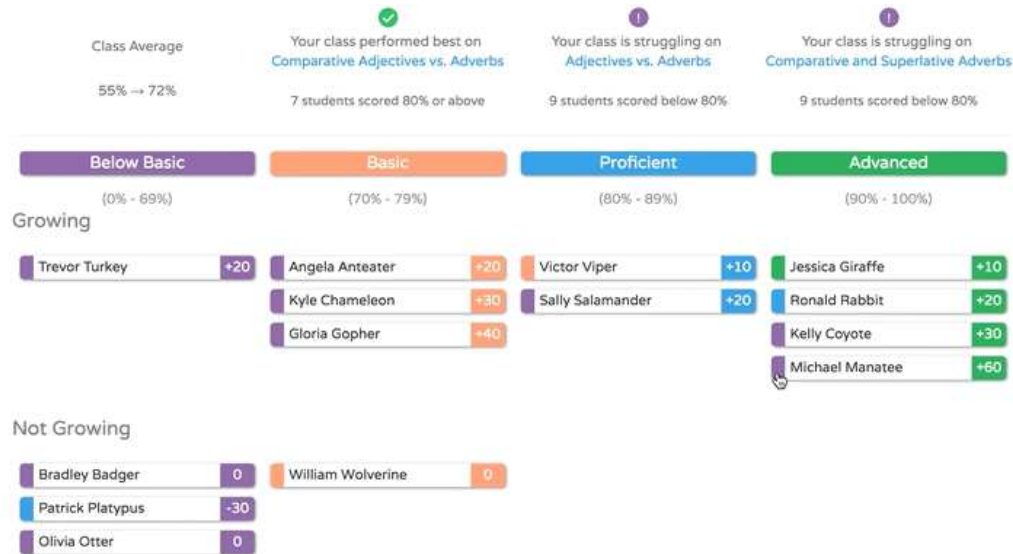 Class Average
55% → 72%
Your class performed best on
Comparative Adjectives vs. Adverbs
7 students scored 80% or above
Your class is struggling on
Adjectives vs. Adverbs
9 students scored below 80%
Your class is struggling on
Comparative and Superlative Adverbs
9 students scored below 80%
Below Basic
(0% - 69%)
Basic
(70% - 79%)
Proficient
(80% - 89%)
Advanced
(90% - 100%)
Growing
Trevor Turkey +20
Angela Anteater +20
Kyle Chameleon +30
Gloria Gopher +40
Victor Viper +10
Sally Salamander +20
Jessica Giraffe +10
Ronald Rabbit +20
Kelly Coyote +30
Michael Manatee +60
Not Growing
Bradley Badger 0
Patrick Platypus -30
Olivia Otter 0
William Wolverine 0